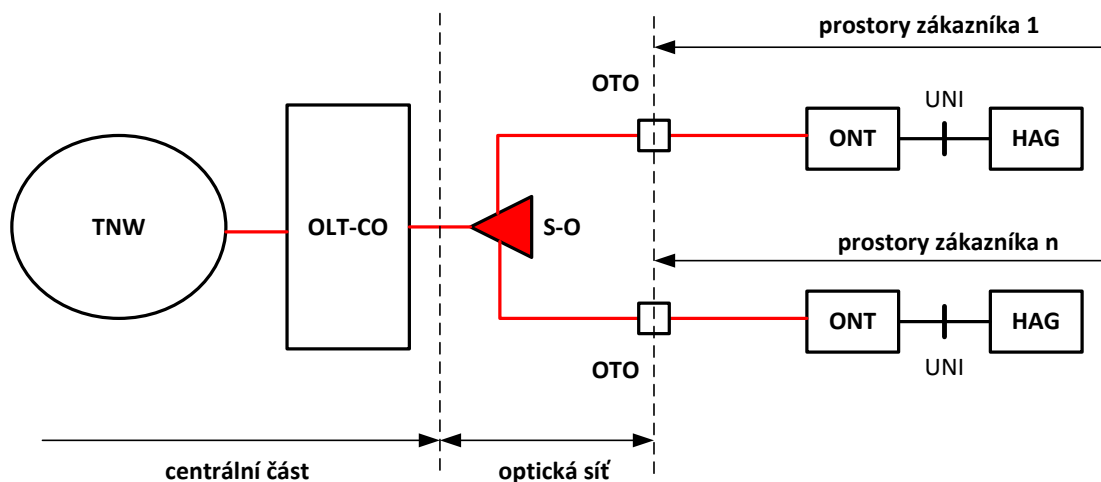 prostory zákazníka 1
OTO
UNI
ONT
HAG
TNW
OLT-CO
S-O
prostory zákazníka n
ONT
HAG
OTO
UNI
centrální část
optická síť